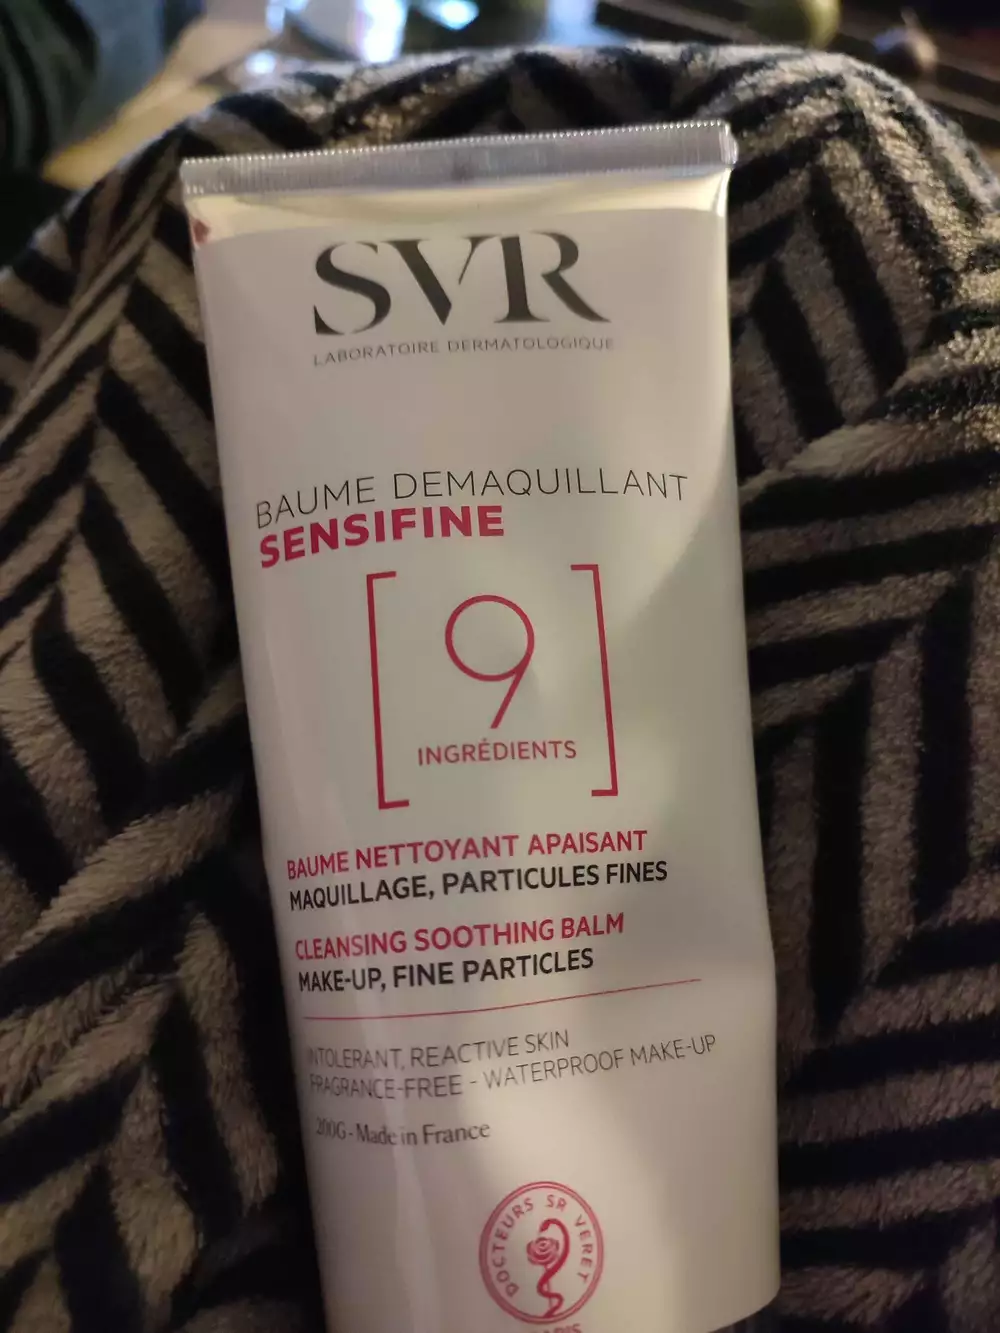 SVR
LABORATOIRE DERMATOLOGIQUE
BAUME DEMAQUILLANT
SENSIFINE
9
INGRÉDIENTS
BAUME NETTOYANT APAISANT
MAQUILLAGE, PARTICULES FINES
CLEANSING SOOTHING BALM
MAKE-UP, FINE PARTICLES
INTOLERANT, REACTIVE SKIN
FRAGRANCE-FREE - WATERPROOF MAKE-UP
200G - Made in France
DOCTEURS SR VERET
PARIS